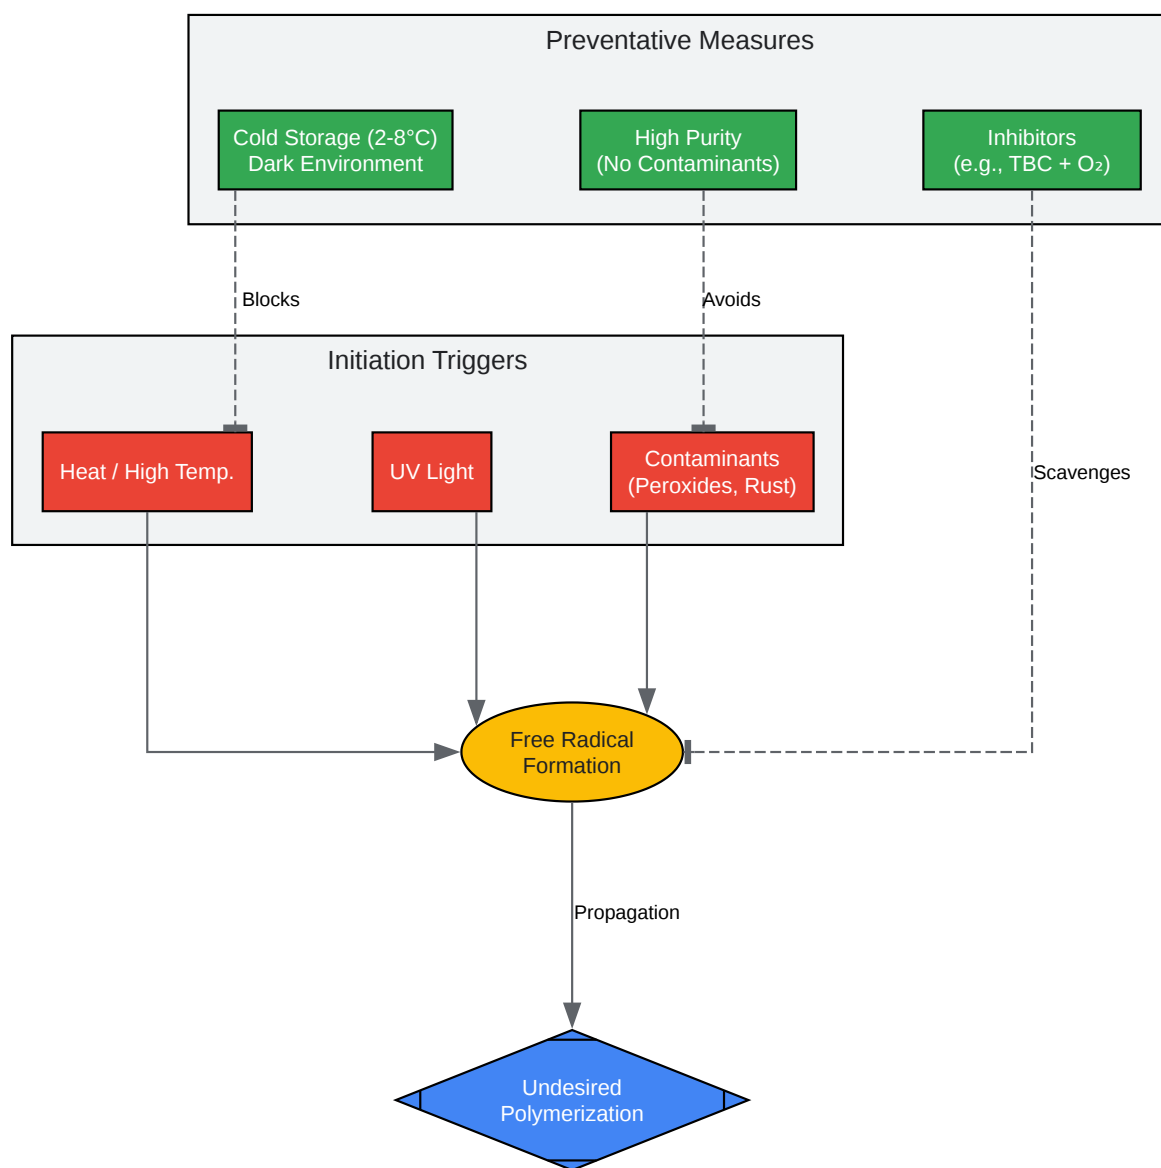 Preventative Measures
Cold Storage (2-8°C)
Dark Environment
High Purity
(No Contaminants)
Inhibitors
(e.g., TBC + O₂)
Blocks
Avoids
Initiation Triggers
Heat / High Temp.
UV Light
Contaminants
(Peroxides, Rust)
Scavenges
Free Radical
Formation
Propagation
Undesired
Polymerization